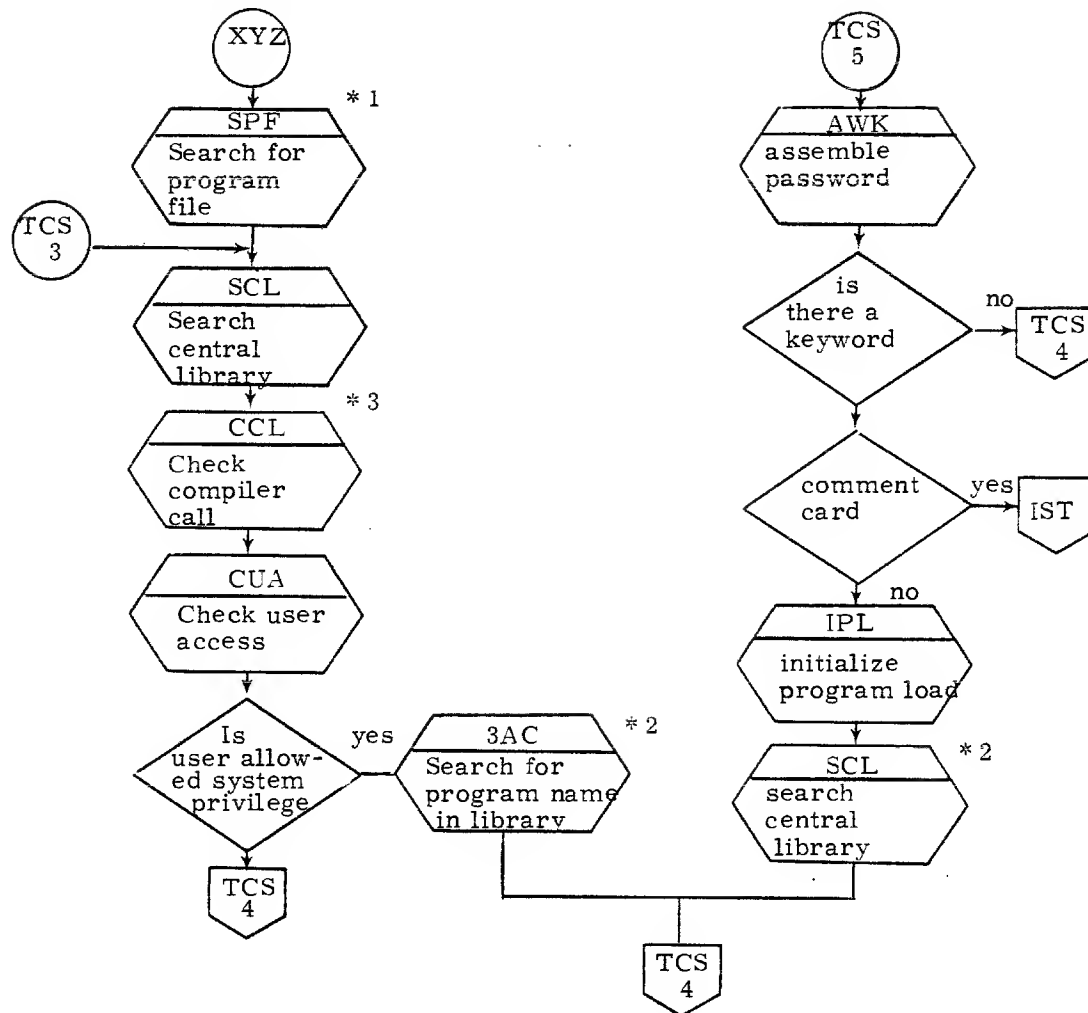 XYZ
* 1
SPF
Search for
program
file
TCS
3
SCL
Search
central
library
* 3
CCL
Check
compiler
call
CUA
Check user
access
Is
user allow-
ed system
privilege
yes
* 2
3AC
Search for
program name
in library
TCS
4
TCS
5
AWK
assemble
password
is
there a
keyword
no
TCS
4
comment
card
yes
IST
no
IPL
initialize
program load
* 2
SCL
search
central
library
TCS
4